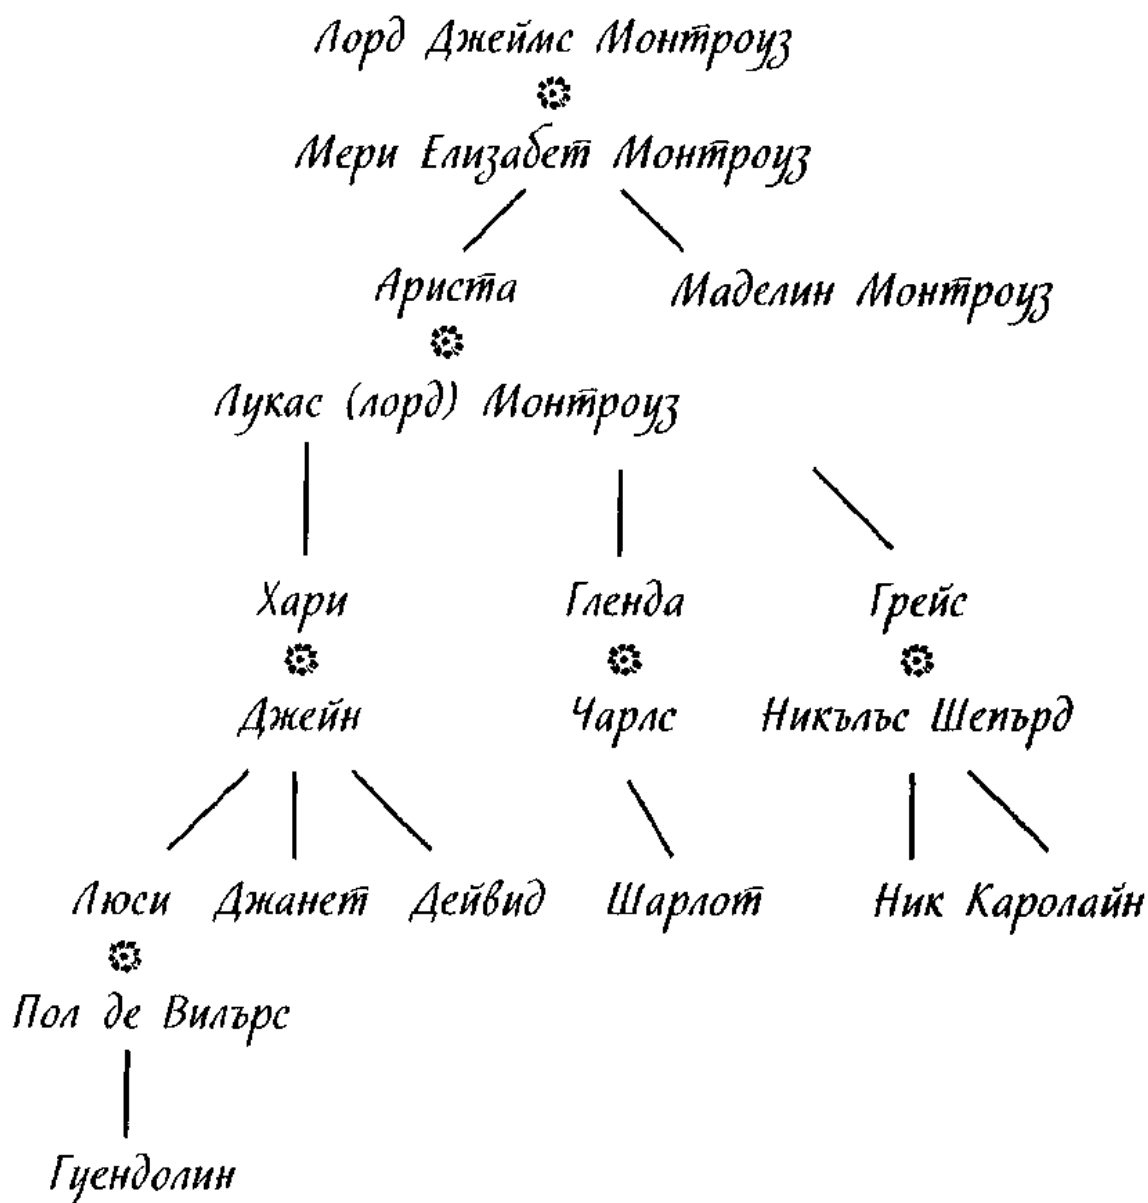 Лорд Джеймс Монтроуз
Мери Елизабет Монтроуз
Ариста Маделин Монтроуз
Лукас (лорд) Монтроуз
Хари Гленда Грейс
Джейн Чарлс Никълъс Шепърд
Люси Джанет Дейвид Шарлот Ник Каролайн
Пол де Вилърс
Гуендолин